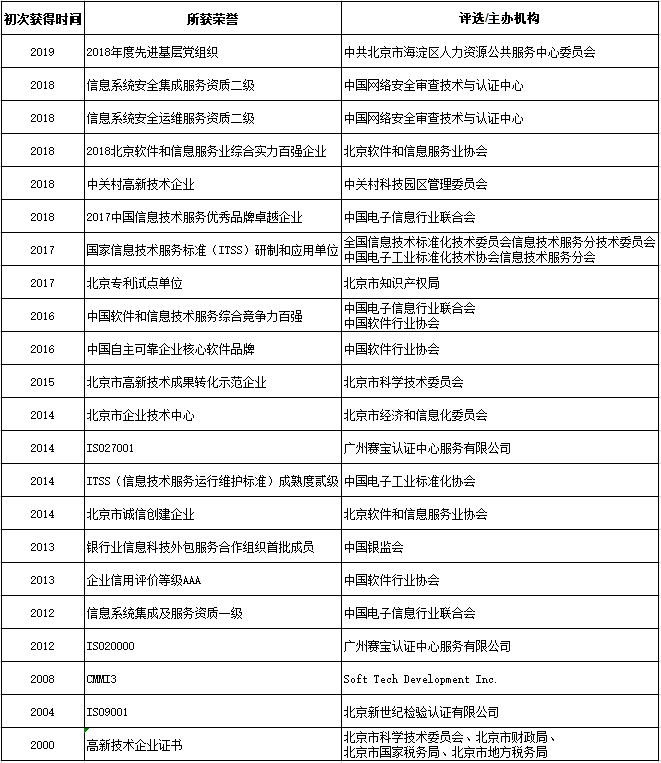 初次获得时间 所获荣誉 评选/主办机构
2019 2018年度先进基层党组织 中共北京市海淀区人力资源公共服务中心委员会
2018 信息系统安全集成服务资质二级 中国网络安全审查技术与认证中心
2018 信息系统安全运维服务资质二级 中国网络安全审查技术与认证中心
2018 2018北京软件和信息服务业综合实力百强企业 北京软件和信息服务业协会
2018 中关村高新技术企业 中关村科技园区管理委员会
2018 2017中国信息技术服务优秀品牌卓越企业 中国电子信息行业联合会
2017 国家信息技术服务标准（ITSS）研制和应用单位 全国信息技术标准化技术委员会信息技术服务分技术委员会
中国电子工业标准化技术协会信息技术服务分会
2017 北京专利试点单位 北京市知识产权局
2016 中国软件和信息技术服务综合竞争力百强 中国电子信息行业联合会
中国软件行业协会
2016 中国自主可靠企业核心软件品牌 中国软件行业协会
2015 北京市高新技术成果转化示范企业 北京市科学技术委员会
2014 北京市企业技术中心 北京市经济和信息化委员会
2014 ISO27001 广州赛宝认证中心服务有限公司
2014 ITSS（信息技术服务运行维护标准）成熟度贰级 中国电子工业标准化协会
2014 北京市诚信创建企业 北京软件和信息服务业协会
2013 银行业信息科技外包服务合作组织首批成员 中国银监会
2013 企业信用评价等级AAA 中国软件行业协会
2012 信息系统集成及服务资质一级 中国电子信息行业联合会
2012 ISO20000 广州赛宝认证中心服务有限公司
2008 CMMI3 Soft Tech Development Inc.
2004 ISO9001 北京新世纪检验认证有限公司
2000 高新技术企业证书 北京市科学技术委员会、北京市财政局、
北京市国家税务局、北京市地方税务局